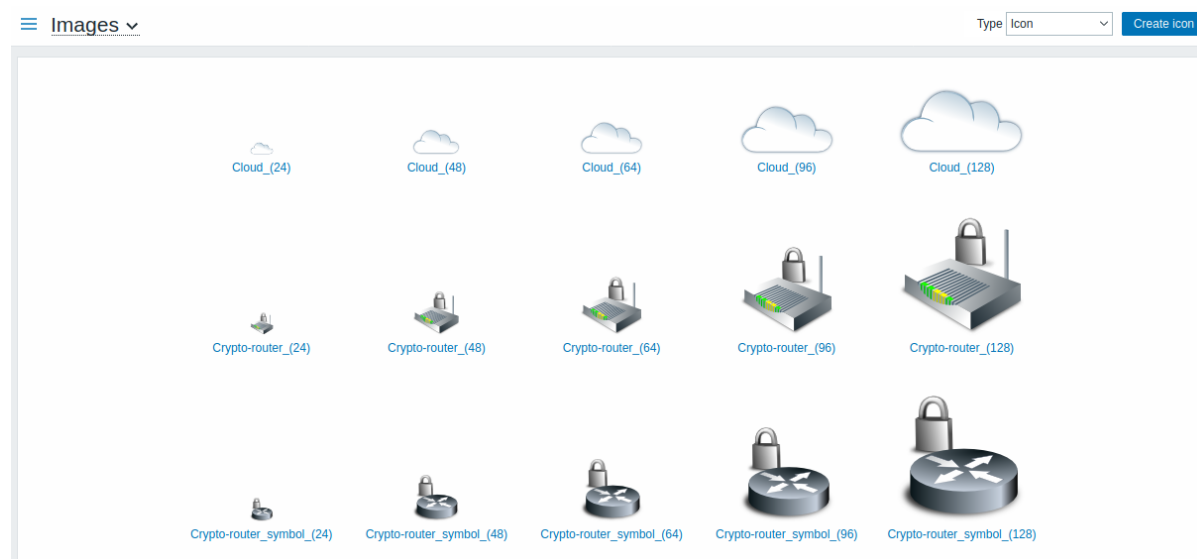 Images
Type Icon Create icon
Cloud_(24) Cloud_(48) Cloud_(64) Cloud_(96) Cloud_(128)
Crypto-router_(24) Crypto-router_(48) Crypto-router_(64) Crypto-router_(96) Crypto-router_(128)
Crypto-router_symbol_(24) Crypto-router_symbol_(48) Crypto-router_symbol_(64) Crypto-router_symbol_(96) Crypto-router_symbol_(128)